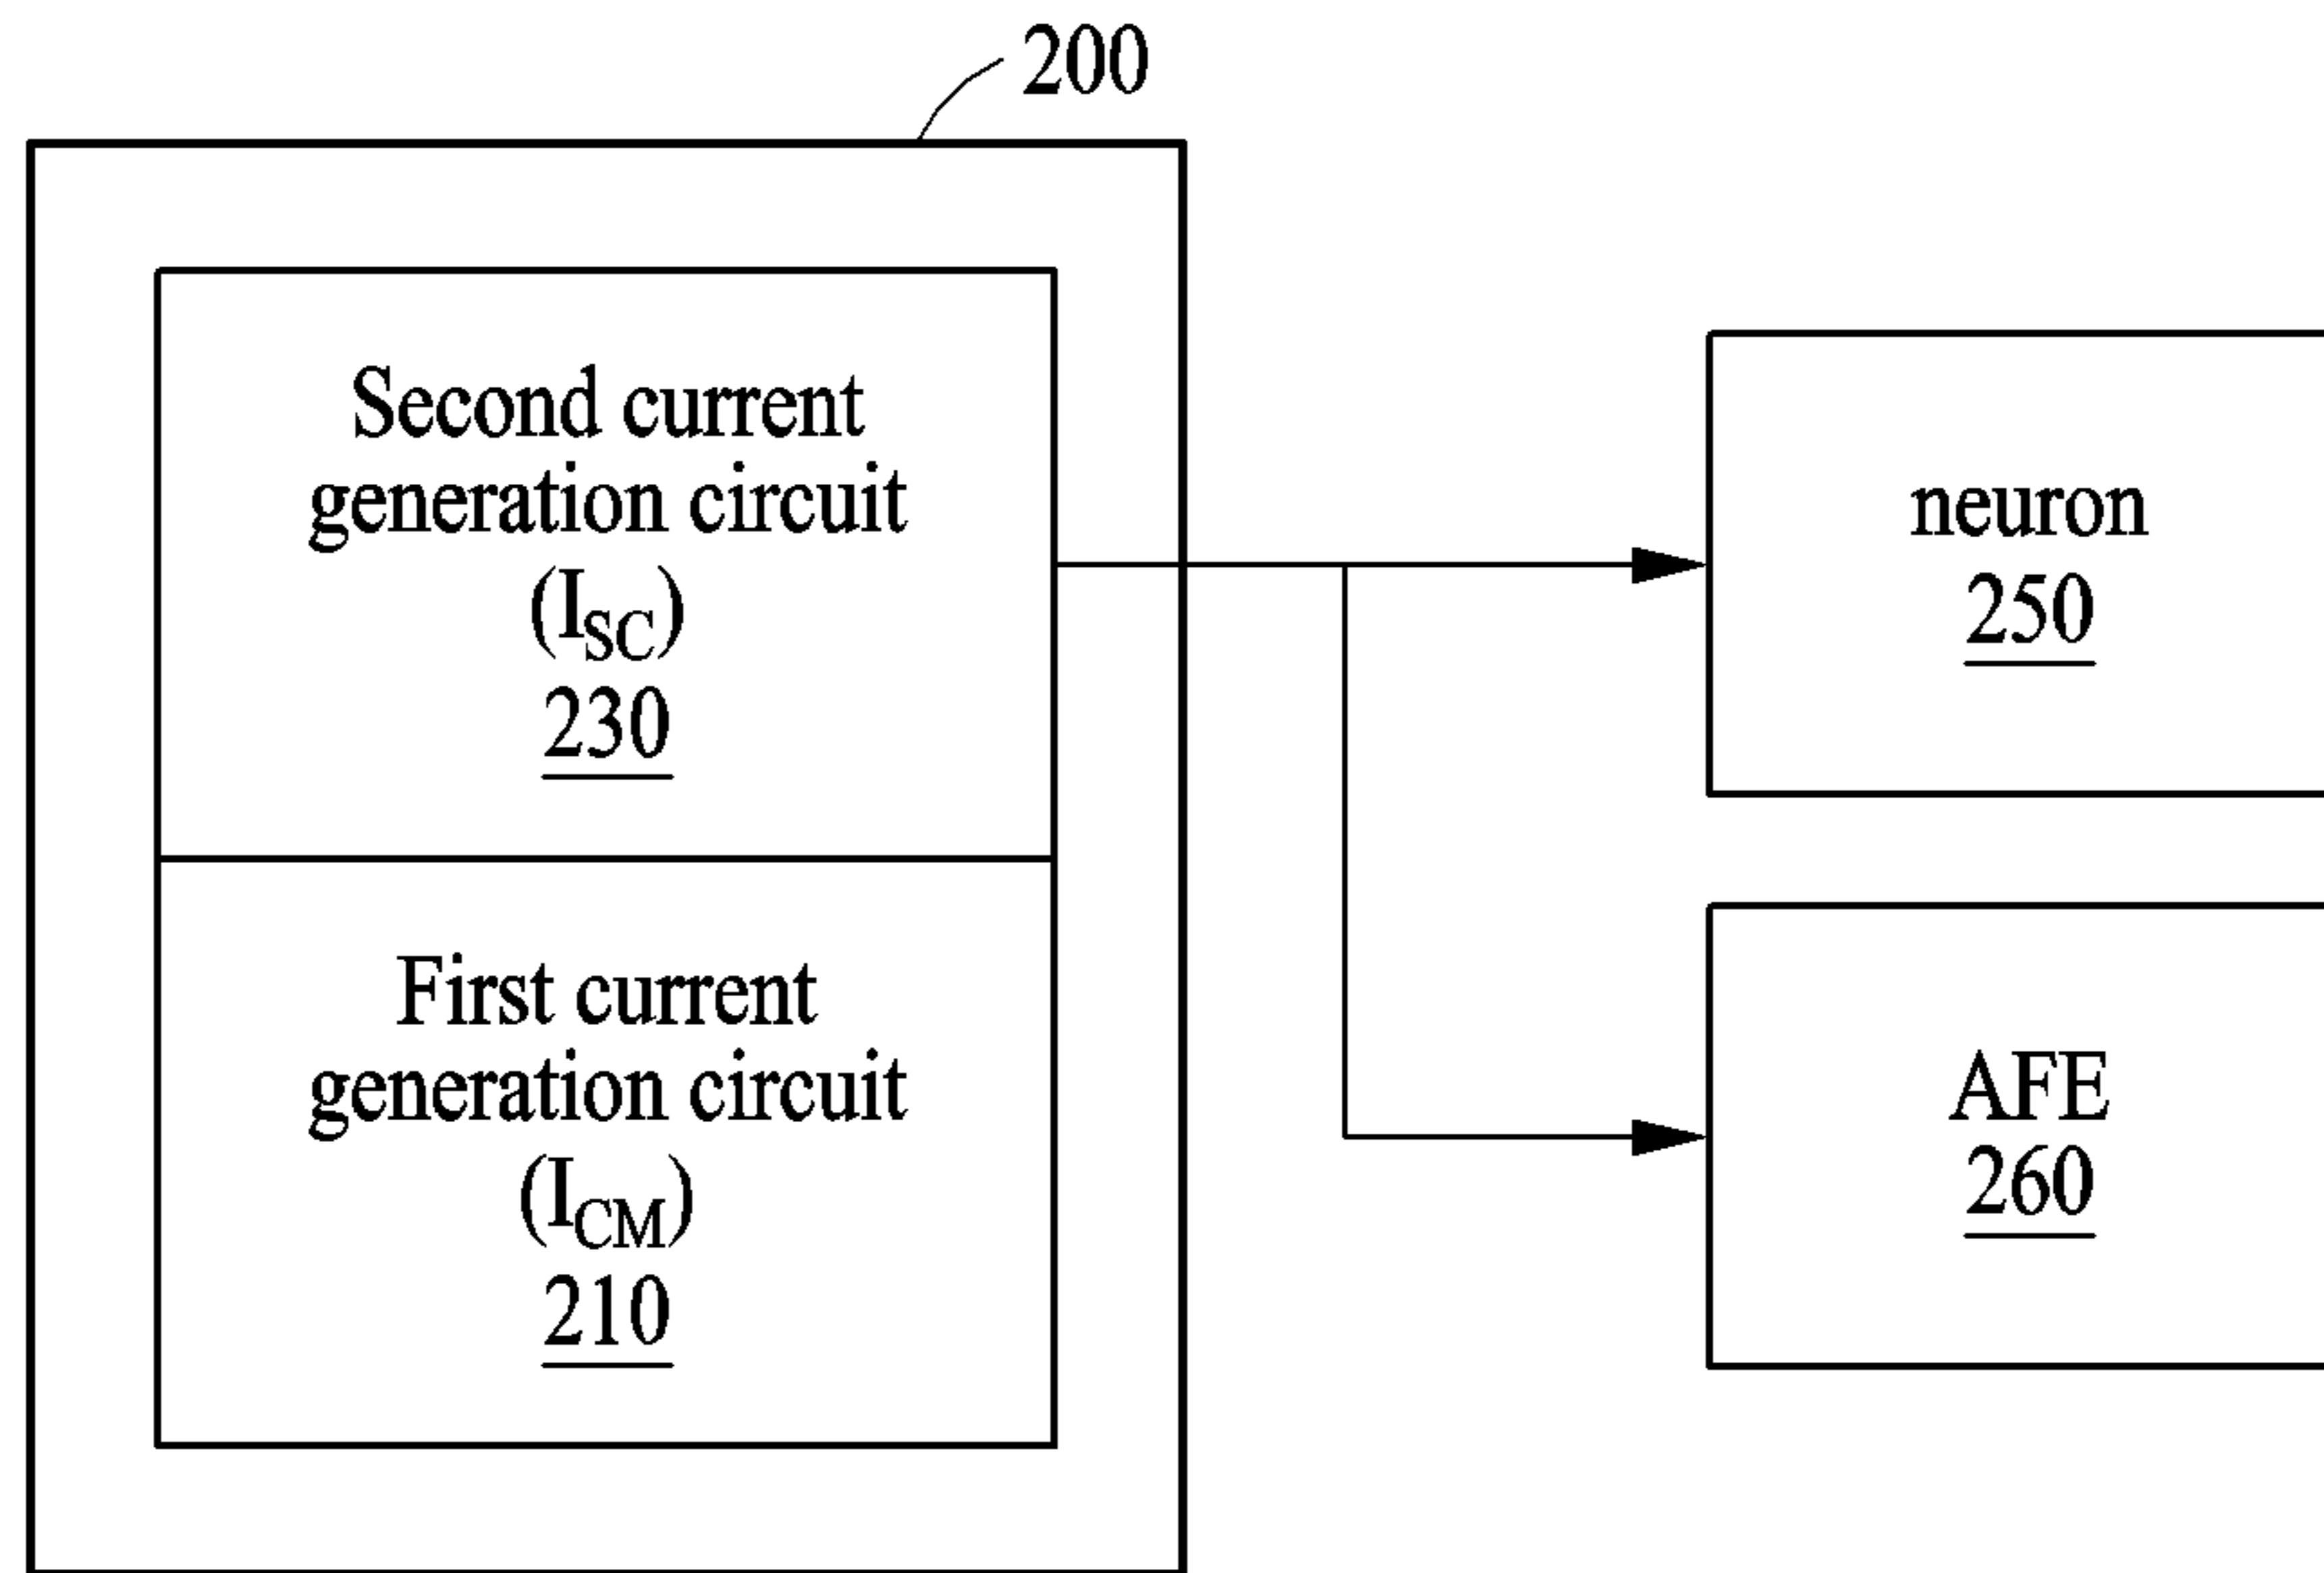 200
Second current
generation circuit
(I_SC)
230
First current
generation circuit
(I_CM)
210
neuron
250
AFE
260